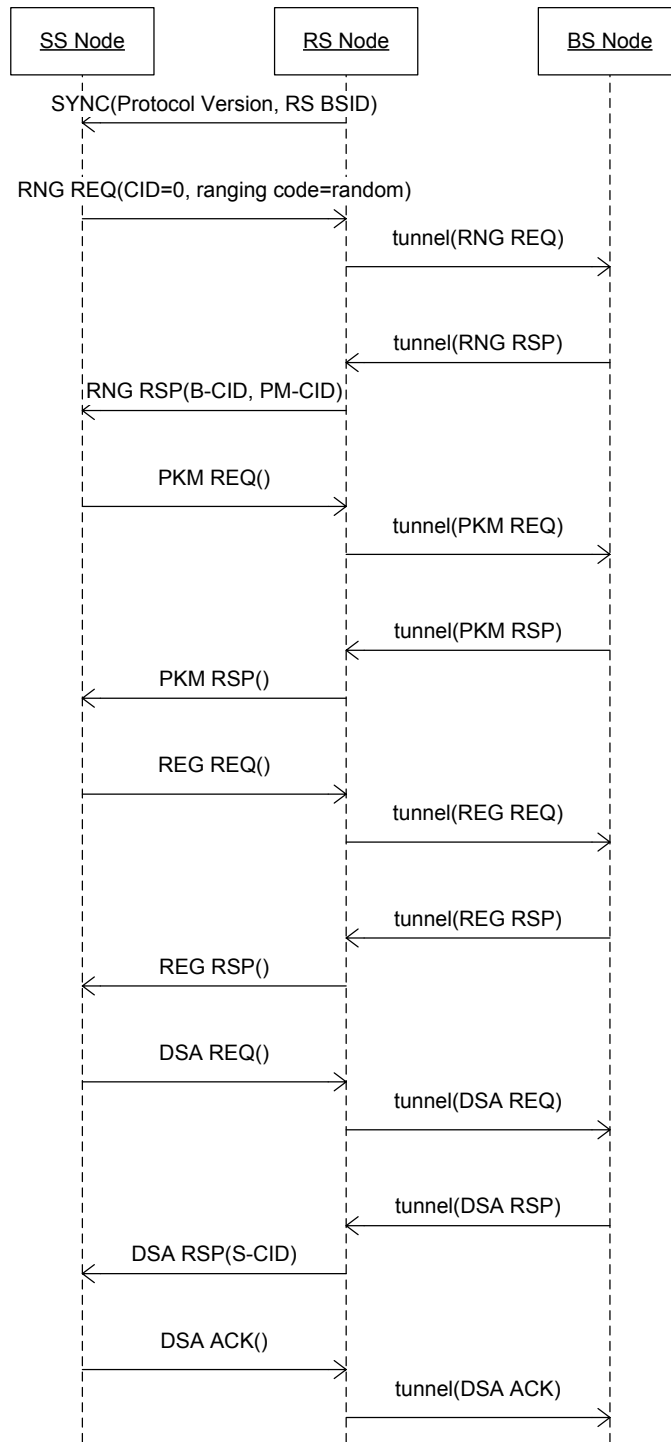 SS Node
RS Node
BS Node
SYNC(Protocol Version, RS BSID)
RNG REQ(CID=0, ranging code=random)
tunnel(RNG REQ)
tunnel(RNG RSP)
RNG RSP(B-CID, PM-CID)
PKM REQ()
tunnel(PKM REQ)
tunnel(PKM RSP)
PKM RSP()
REG REQ()
tunnel(REG REQ)
tunnel(REG RSP)
REG RSP()
DSA REQ()
tunnel(DSA REQ)
tunnel(DSA RSP)
DSA RSP(S-CID)
DSA ACK()
tunnel(DSA ACK)